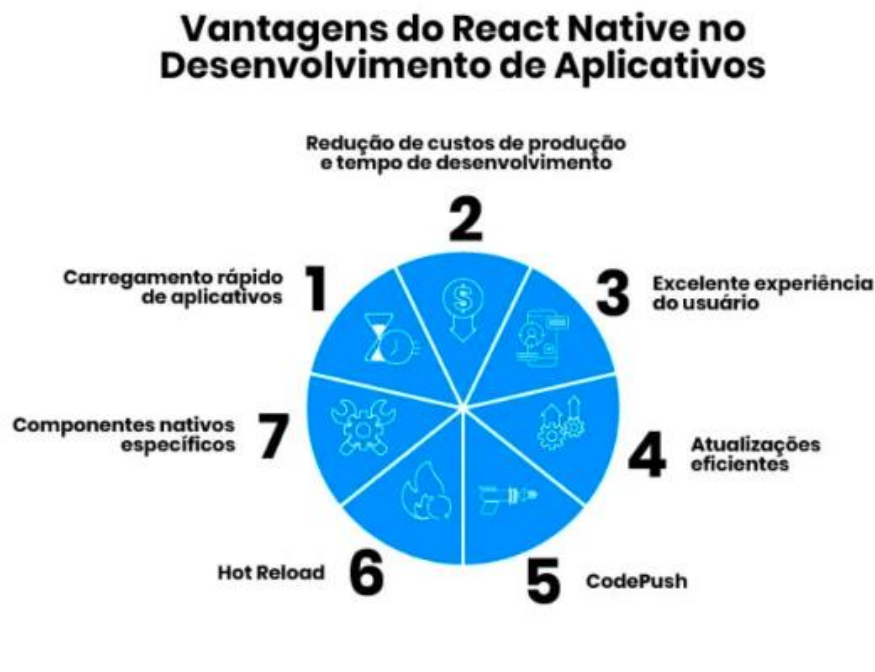 Vantagens do React Native no
Desenvolvimento de Aplicativos
Redução de custos de produção
e tempo de desenvolvimento
2
Carregamento rápido
de aplicativos
1
3
Excelente experiência
do usuário
Componentes nativos
específicos
7
4
Atualizações
eficientes
Hot Reload
6
5
CodePush